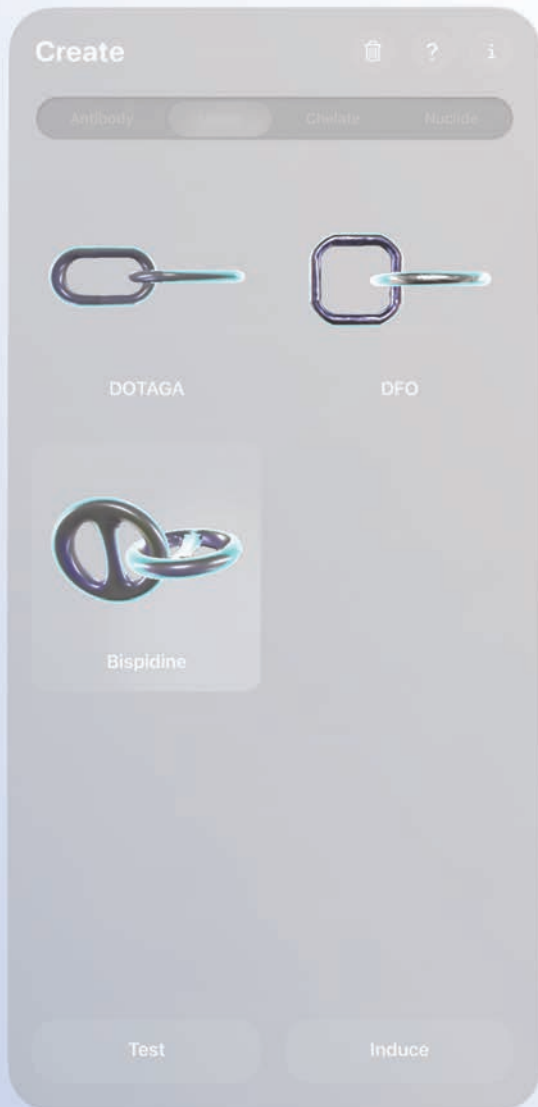 Create
?
i
Antibody
Chelate
Nuclide
DOTAGA
DFO
Bispidine
Test
Induce